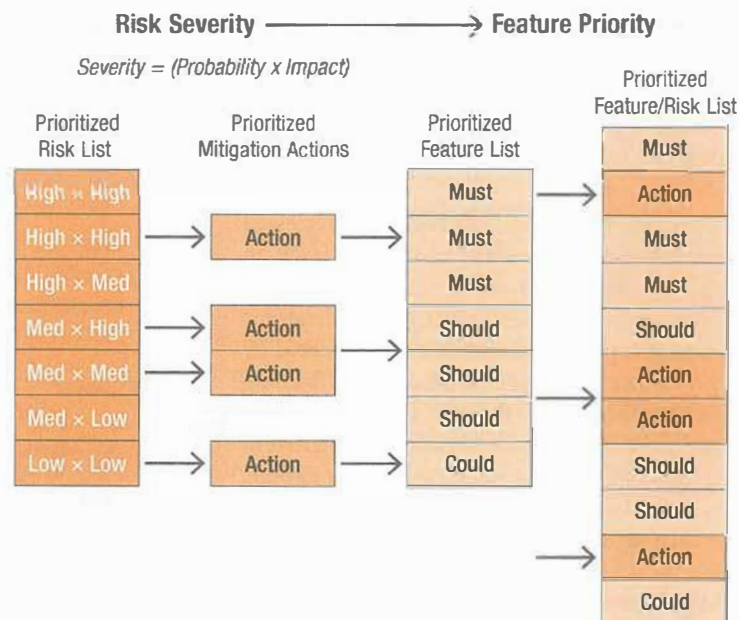 Risk Severity → Feature Priority
Severity = (Probability x Impact)
Prioritized
Risk List
High × High
High × High
High × Med
Med × High
Med × Med
Med × Low
Low × Low
Prioritized
Mitigation Actions
Action
Action
Action
Action
Prioritized
Feature List
Must
Must
Must
Should
Should
Should
Could
Prioritized
Feature/Risk List
Must
Action
Must
Must
Should
Action
Action
Should
Should
Action
Could